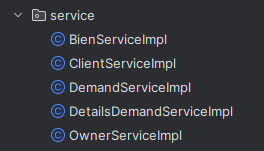 service
BienServiceImpl
ClientServiceImpl
DemandServiceImpl
DetailsDemandServiceImpl
OwnerServiceImpl